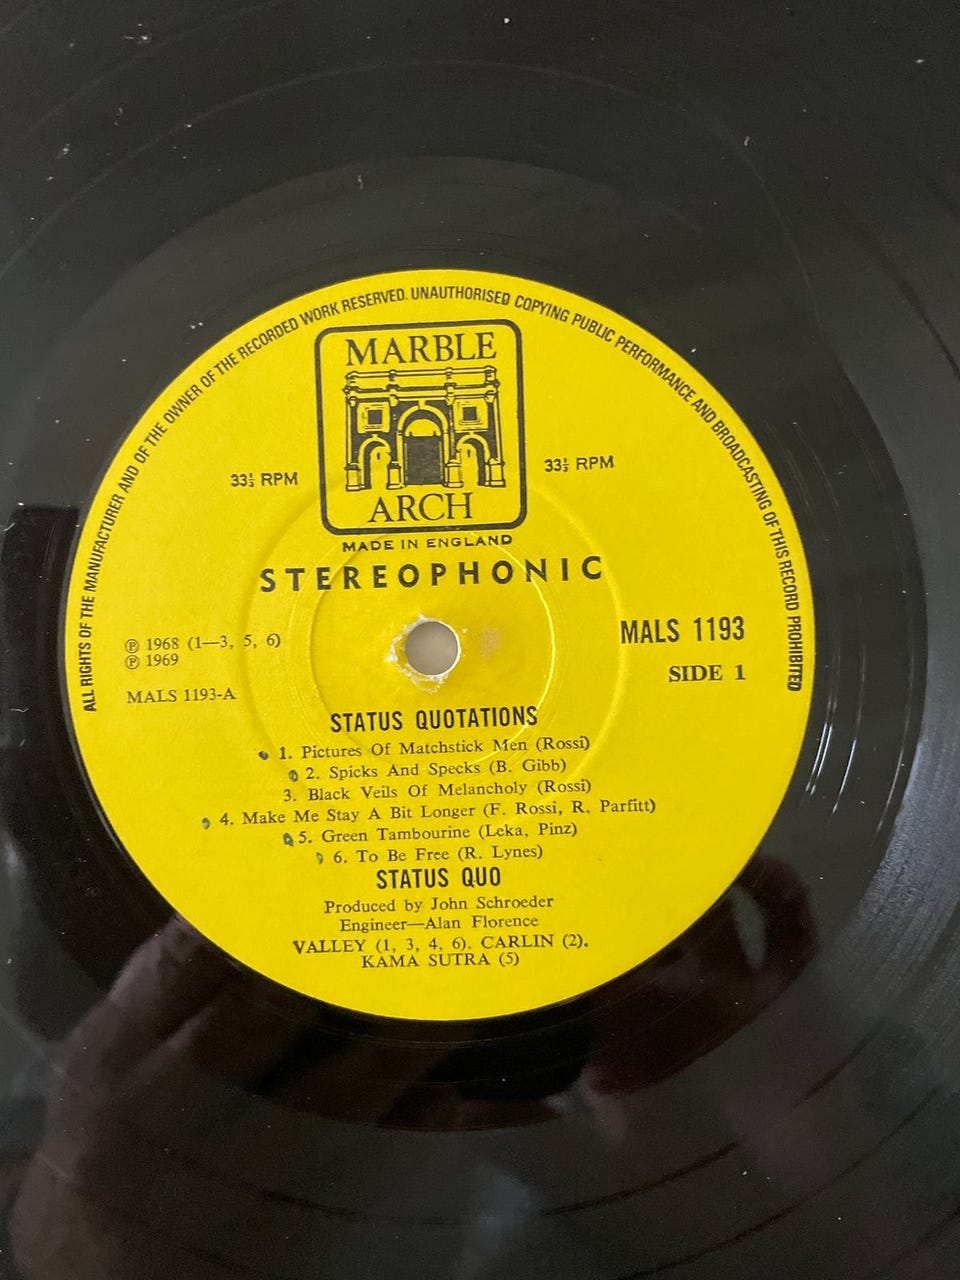 ALL RIGHTS OF THE MANUFACTURER AND OF THE OWNER OF THE RECORDED WORK RESERVED. UNAUTHORISED COPYING PUBLIC PERFORMANCE AND BROADCASTING OF THIS RECORD PROHIBITED
MARBLE
ARCH
33⅓ RPM
33⅓ RPM
MADE IN ENGLAND
STEREOPHONIC
Ⓟ 1968 (1—3, 5, 6)
Ⓟ 1969
MALS 1193-A
MALS 1193
SIDE 1
STATUS QUOTATIONS
1. Pictures Of Matchstick Men (Rossi)
2. Spicks And Specks (B. Gibb)
3. Black Veils Of Melancholy (Rossi)
4. Make Me Stay A Bit Longer (F. Rossi, R. Parfitt)
5. Green Tambourine (Leka, Pinz)
6. To Be Free (R. Lynes)
STATUS QUO
Produced by John Schroeder
Engineer—Alan Florence
VALLEY (1, 3, 4, 6). CARLIN (2).
KAMA SUTRA (5)